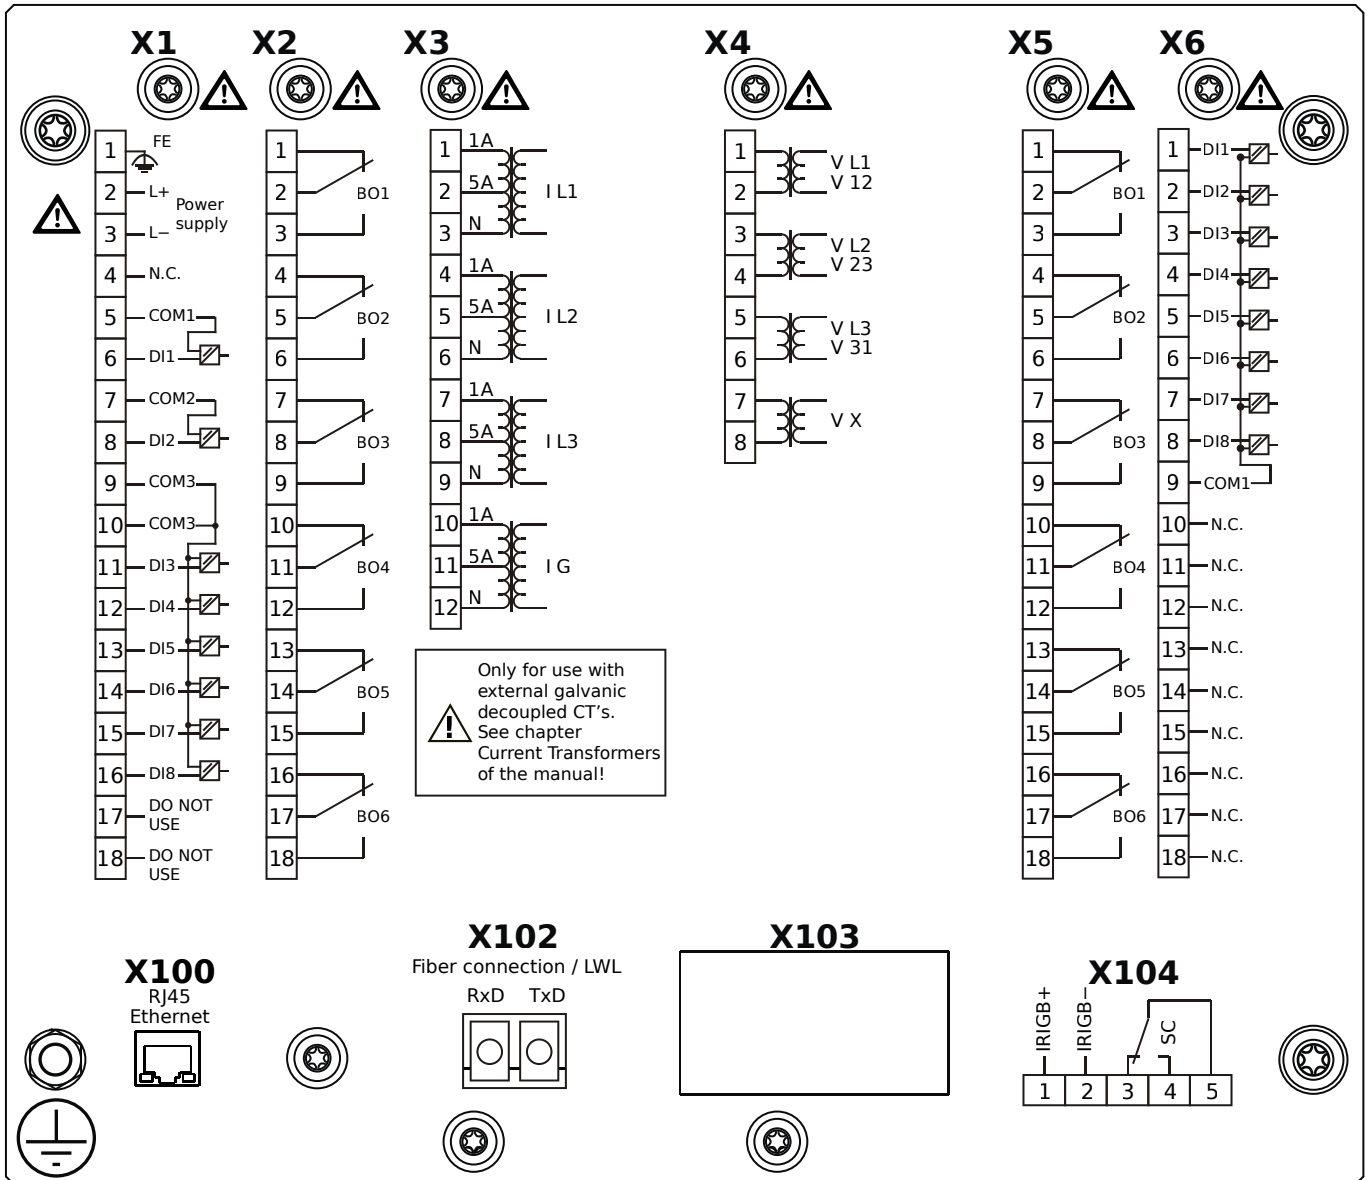 X1 X2 X3 X4 X5 X6
1 FE
2 L+
Power
supply
3 L−
4 N.C.
5 COM1
6 DI1
7 COM2
8 DI2
9 COM3
10 COM3
11 DI3
12 DI4
13 DI5
14 DI6
15 DI7
16 DI8
17 DO NOT
USE
18 DO NOT
USE
1
2 BO1
3
4
5 BO2
6
7
8 BO3
9
10
11 BO4
12
13
14 BO5
15
16
17 BO6
18
1 1A
2 5A I L1
3 N
4 1A
5 5A I L2
6 N
7 1A
8 5A I L3
9 N
10 1A
11 5A I G
12 N
Only for use with
external galvanic
decoupled CT's.
See chapter
Current Transformers
of the manual!
1 V L1
2 V 12
3 V L2
4 V 23
5 V L3
6 V 31
7 V X
8
1
2 BO1
3
4
5 BO2
6
7
8 BO3
9
10
11 BO4
12
13
14 BO5
15
16
17 BO6
18
1 DI1
2 DI2
3 DI3
4 DI4
5 DI5
6 DI6
7 DI7
8 DI8
9 COM1
10 N.C.
11 N.C.
12 N.C.
13 N.C.
14 N.C.
15 N.C.
16 N.C.
17 N.C.
18 N.C.
X100
RJ45
Ethernet
X102
Fiber connection / LWL
RxD TxD
X103
X104
IRIGB+
IRIGB−
SC
1 2 3 4 5